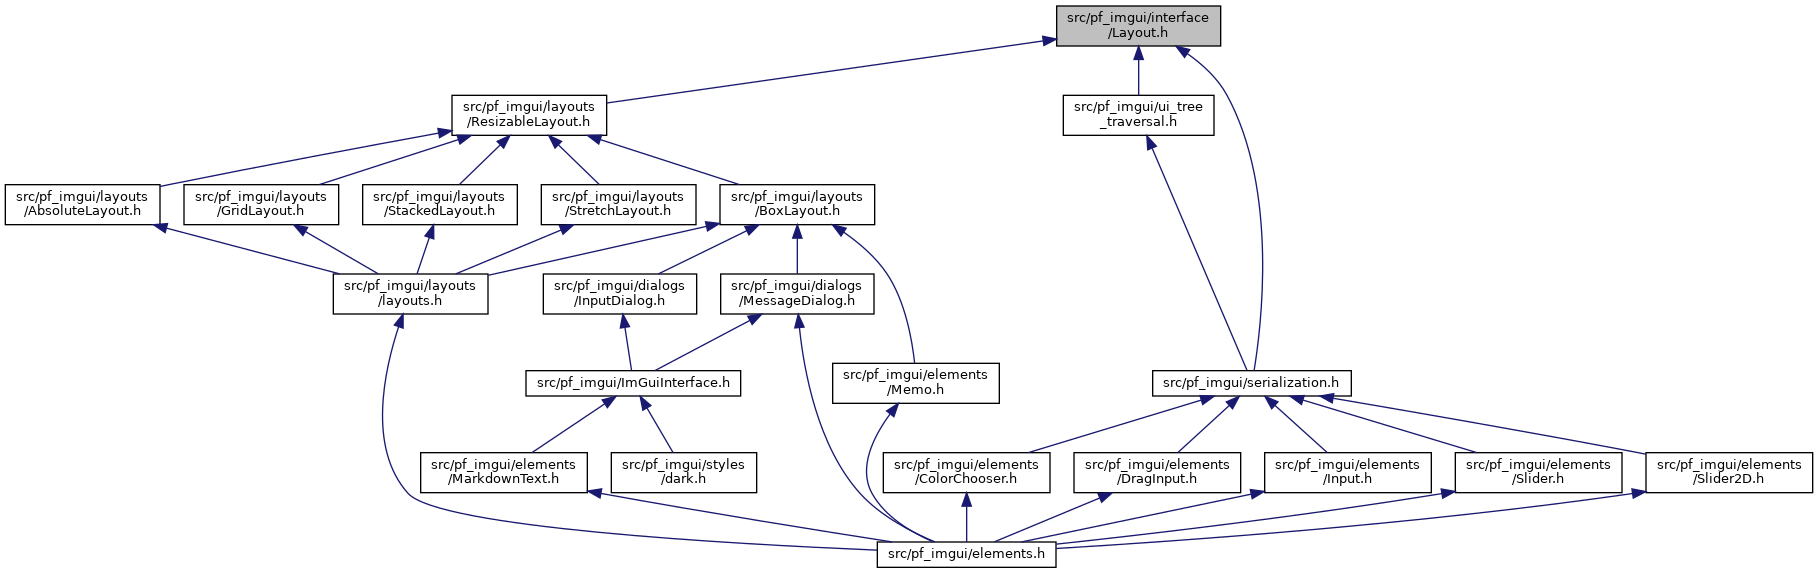 src/pf_imgui/interface
/Layout.h
src/pf_imgui/layouts
/ResizableLayout.h
src/pf_imgui/ui_tree
_traversal.h
src/pf_imgui/layouts
/AbsoluteLayout.h
src/pf_imgui/layouts
/GridLayout.h
src/pf_imgui/layouts
/StackedLayout.h
src/pf_imgui/layouts
/StretchLayout.h
src/pf_imgui/layouts
/BoxLayout.h
src/pf_imgui/layouts
/layouts.h
src/pf_imgui/dialogs
/InputDialog.h
src/pf_imgui/dialogs
/MessageDialog.h
src/pf_imgui/ImGuiInterface.h
src/pf_imgui/elements
/Memo.h
src/pf_imgui/serialization.h
src/pf_imgui/elements
/MarkdownText.h
src/pf_imgui/styles
/dark.h
src/pf_imgui/elements
/ColorChooser.h
src/pf_imgui/elements
/DragInput.h
src/pf_imgui/elements
/Input.h
src/pf_imgui/elements
/Slider.h
src/pf_imgui/elements
/Slider2D.h
src/pf_imgui/elements.h